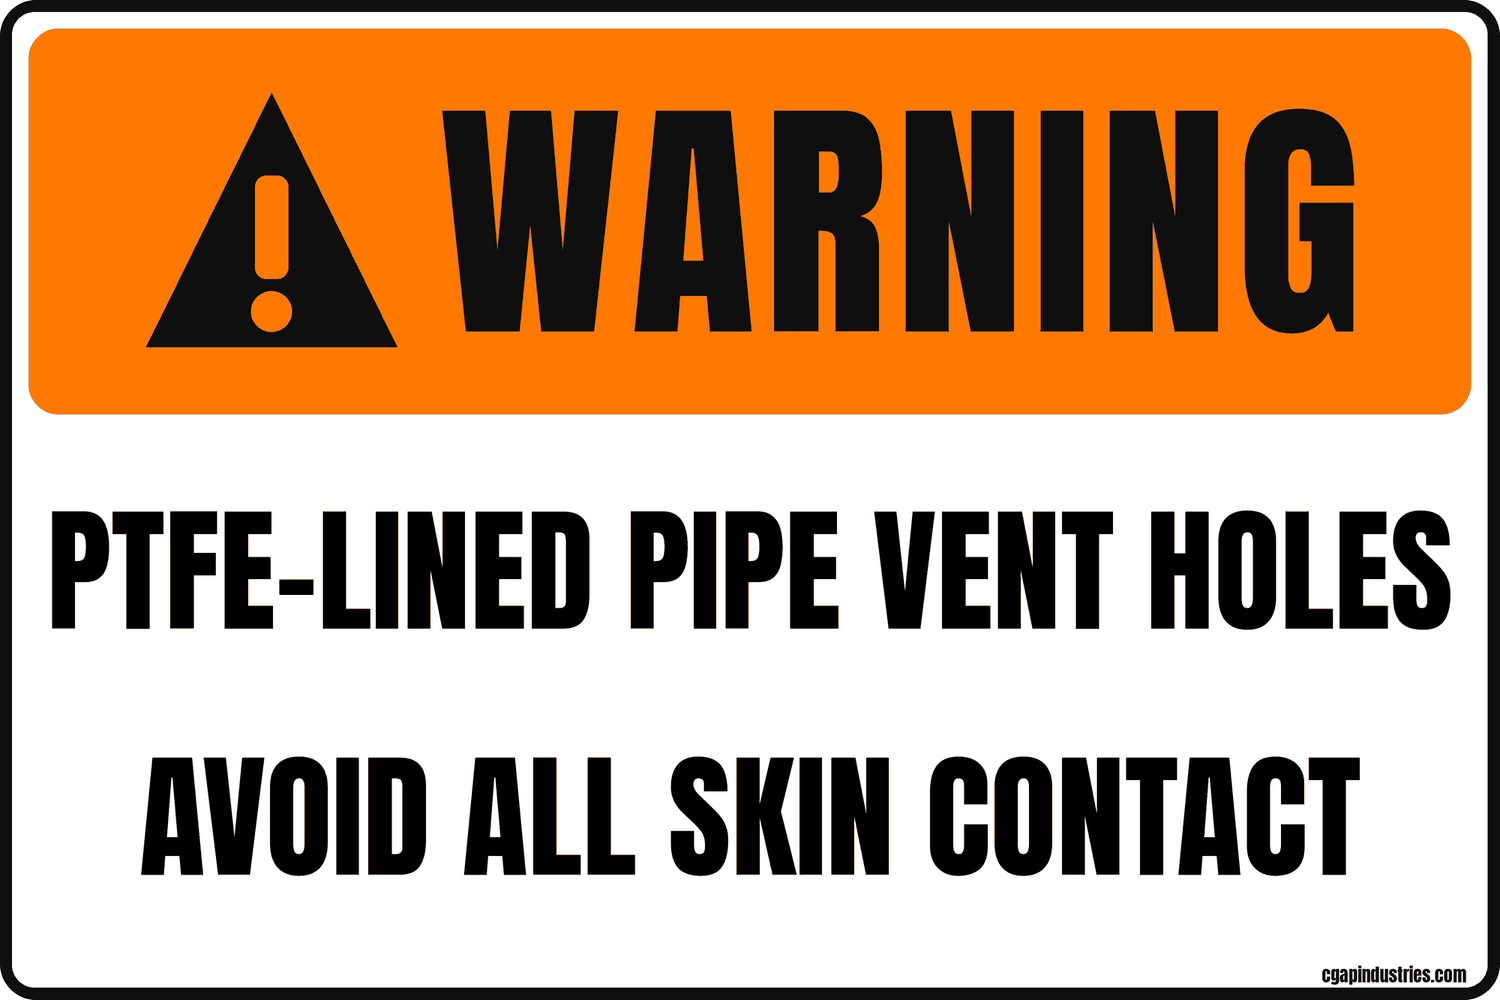 WARNING
PTFE-LINED PIPE VENT HOLES
AVOID ALL SKIN CONTACT
cgapindustries.com